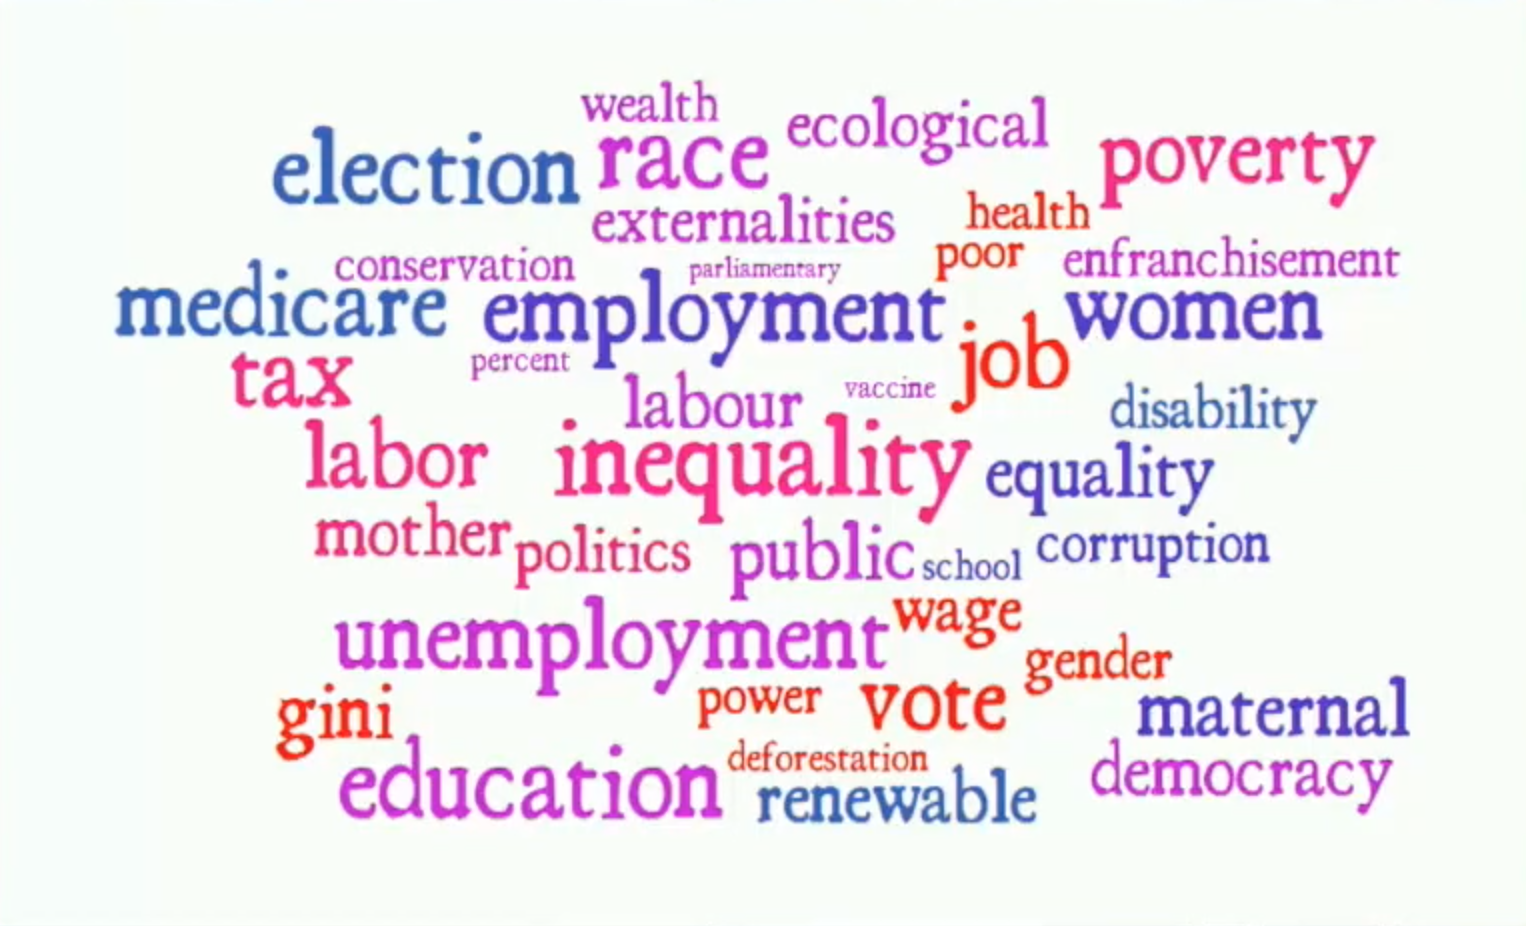 wealth
election race ecological poverty
externalities health
conservation parliamentary poor enfranchisement
medicare employment women
tax percent job
labour vaccine disability
labor inequality equality
mother politics public school corruption
unemployment wage
gender
gini power vote maternal
education deforestation democracy
renewable